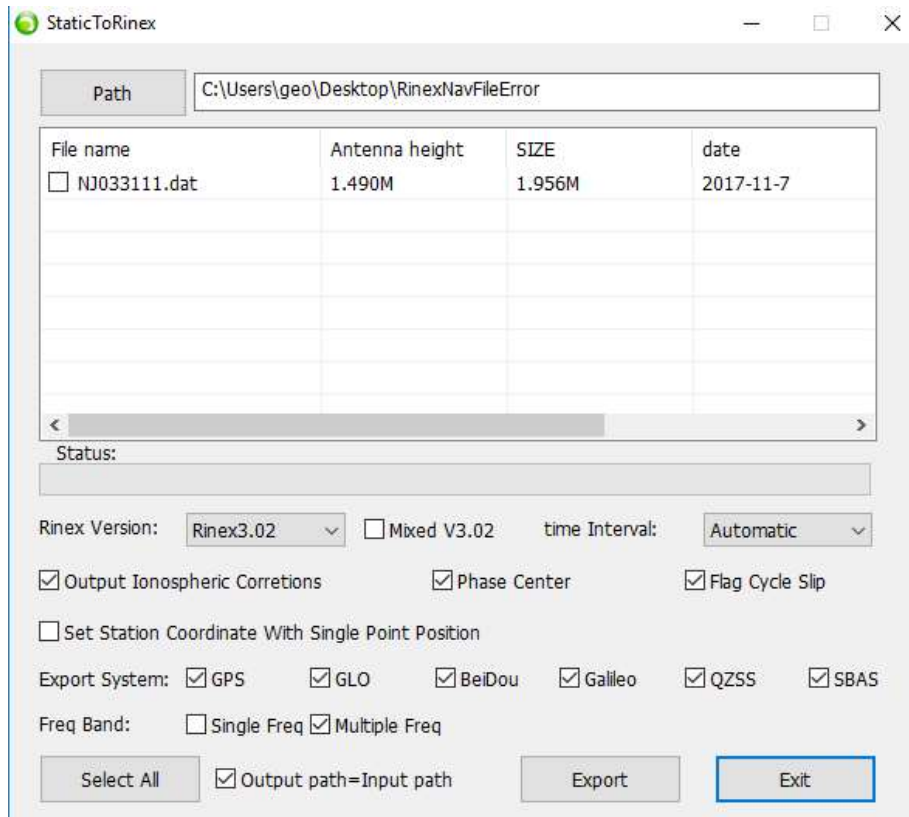 StaticToRinex
Path C:\Users\geo\Desktop\RinexNavFileError
File name Antenna height SIZE date
NJ033111.dat 1.490M 1.956M 2017-11-7
Status:
Rinex Version: Rinex3.02 Mixed V3.02 time Interval: Automatic
Output Ionospheric Corretions Phase Center Flag Cycle Slip
Set Station Coordinate With Single Point Position
Export System: GPS GLO BeiDou Galileo QZSS SBAS
Freq Band: Single Freq Multiple Freq
Select All Output path=Input path Export Exit